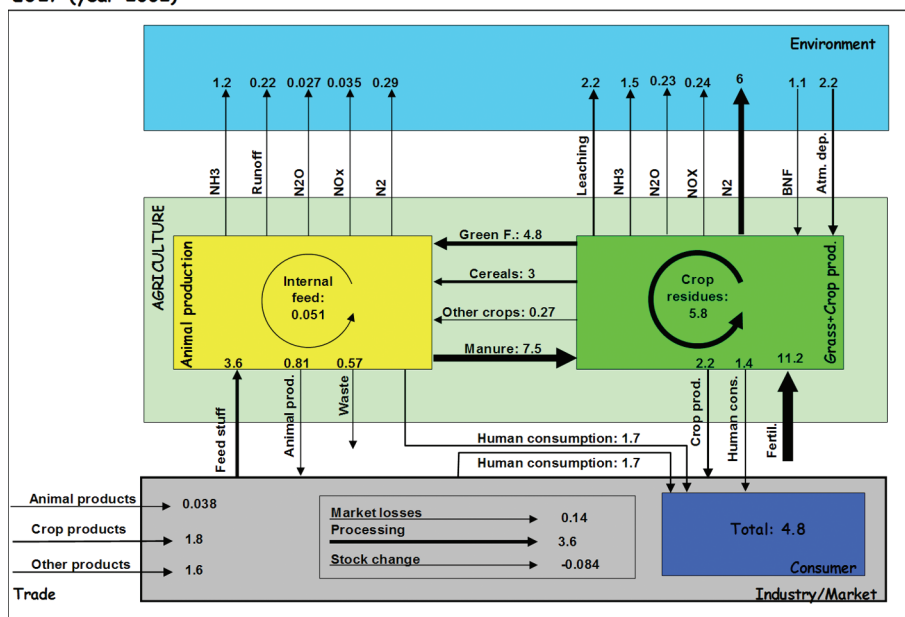 Environment
1.2 0.22 0.027 0.035 0.29 2.2 1.5 0.23 0.24 6 1.1 2.2
NH3
Runoff
N2O
NOx
N2
Leaching
NH3
N2O
NOX
N2
BNF
Atm. dep.
AGRICULTURE
Animal production
Internal
feed:
0.051
Green F.: 4.8
Cereals: 3
Other crops: 0.27
Manure: 7.5
Crop
residues:
5.8
Grass+Crop prod.
3.6 0.81 0.57 2.2 1.4 11.2
Feed stuff
Animal prod.
Waste
Crop prod.
Human cons.
Fertil.
Human consumption: 1.7
Human consumption: 1.7
Animal products 0.038
Crop products 1.8
Other products 1.6
Market losses 0.14
Processing 3.6
Stock change -0.084
Total: 4.8
Consumer
Trade
Industry/Market